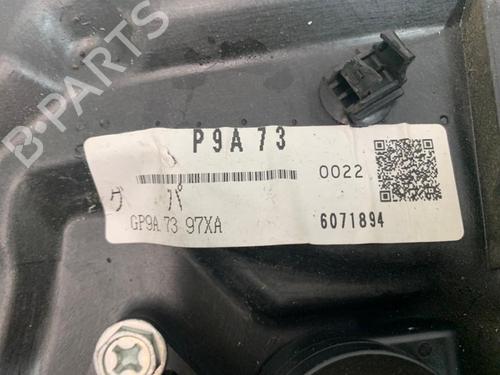 B-PARTS
P9A 73
0022
グ パ
GP9A 73 97XA
6071894